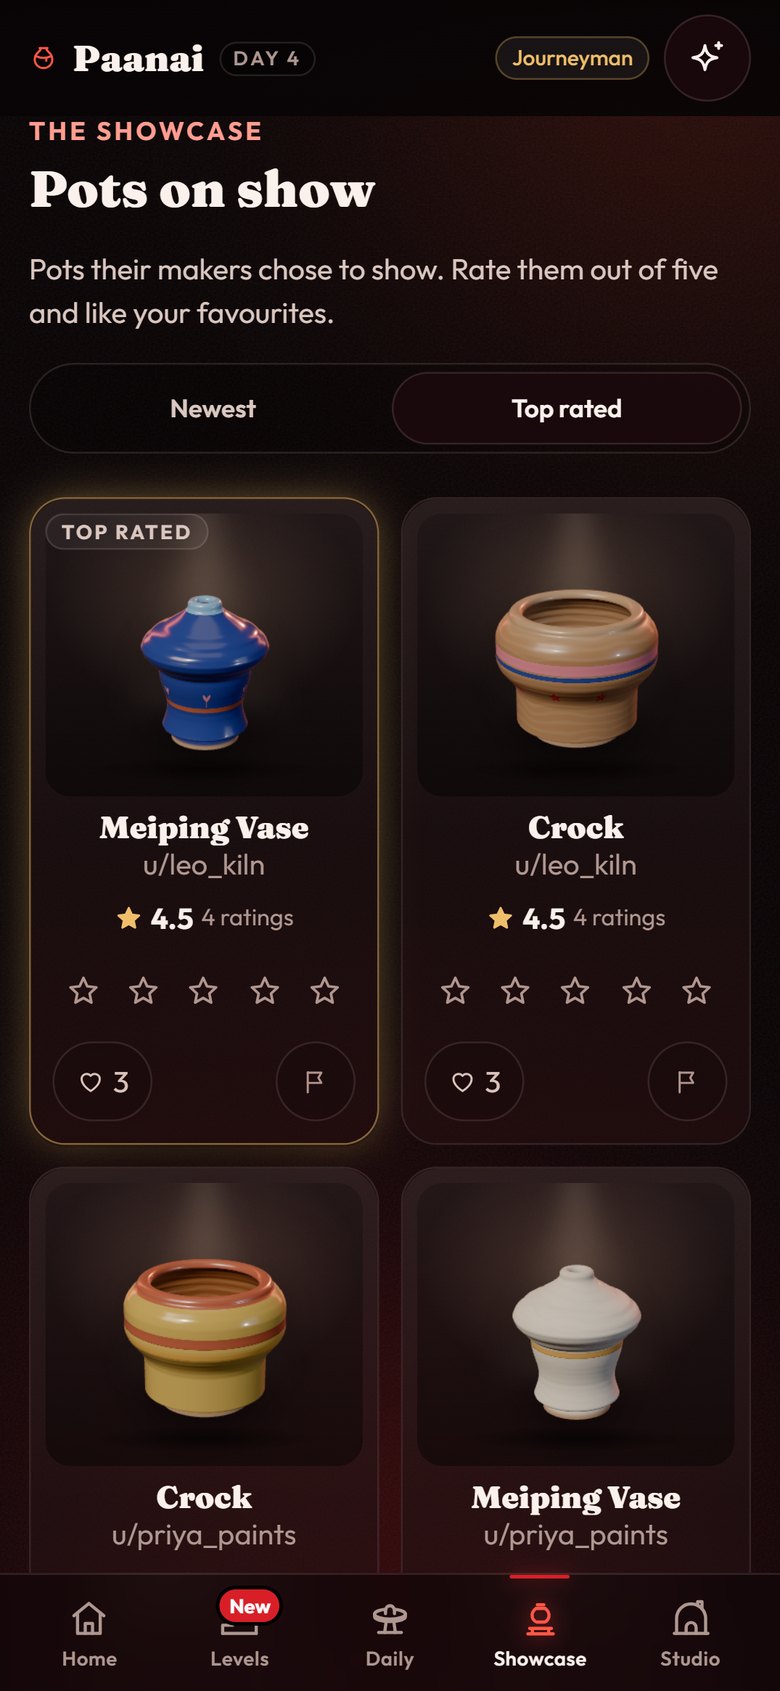 Paanai DAY 4 Journeyman
THE SHOWCASE
Pots on show
Pots their makers chose to show. Rate them out of five
and like your favourites.
Newest Top rated
TOP RATED
Meiping Vase
u/leo_kiln
4.5 4 ratings
3
Crock
u/leo_kiln
4.5 4 ratings
3
Crock
u/priya_paints
Meiping Vase
u/priya_paints
New
Home Levels Daily Showcase Studio